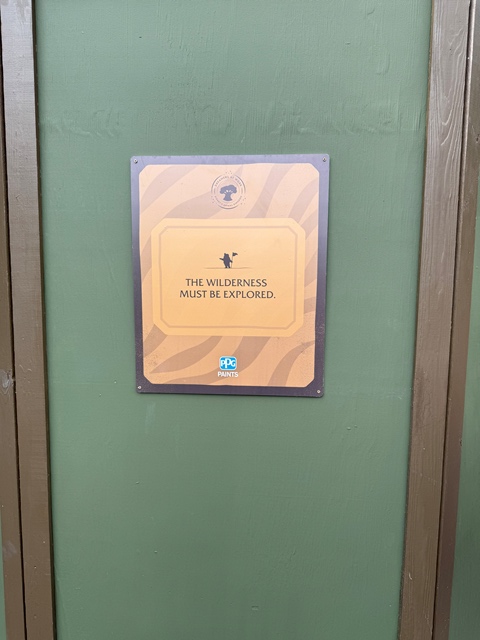 THE WILDERNESS
MUST BE EXPLORED.
PPG
PAINTS